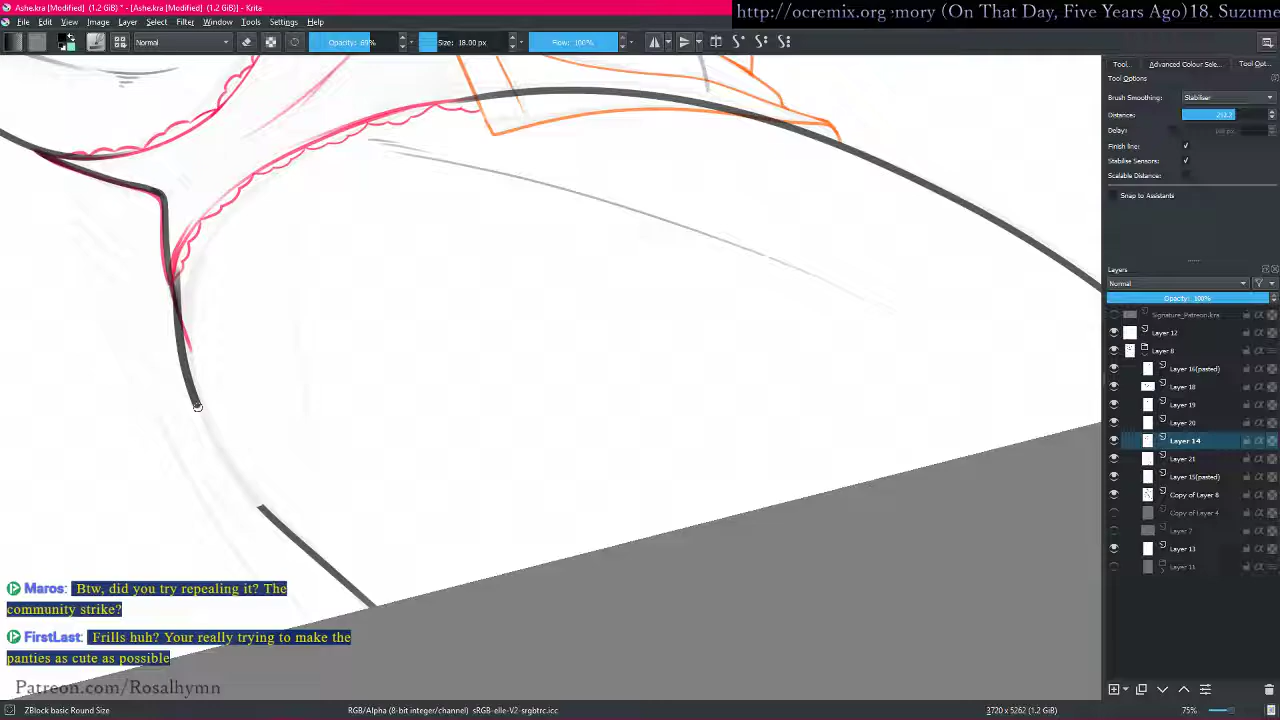 Ashe.kra [Modified] (1.2 GiB) * - [Ashe.kra [Modified] (1.2 GiB)] - Krita
http://ocremix.org
mory (On That Day, Five Years Ago)18. Suzume
File Edit View Image Layer Select Filter Window Tools Settings Help
Normal Opacity: 69% Size: 18.00 px Flow: 100%
Tool... Advanced Colour Sele... Tool Opt...
Tool Options
Brush Smoothing: Stabiliser
Distance:
Delay:
Finish line:
Stabilise Sensors:
Scalable Distance:
Snap to Assistants
Layers
Normal
Opacity: 100%
Signature_Patreon.kra
Layer 12
Layer 8
Layer 16(pasted)
Layer 18
Layer 19
Layer 20
Layer 14
Layer 21
Layer 15(pasted)
Copy of Layer 8
Copy of Layer 4
Layer 7
Layer 13
Layer 11
Maros: Btw, did you try repealing it? The
community strike?
FirstLast: Frills huh? Your really trying to make the
panties as cute as possible
Patreon.com/Rosalhymn
ZBlock basic Round Size
RGB/Alpha (8-bit integer/channel) sRGB-elle-V2-srgbtrc.icc
3720 x 5262 (1.2 GiB)
75%